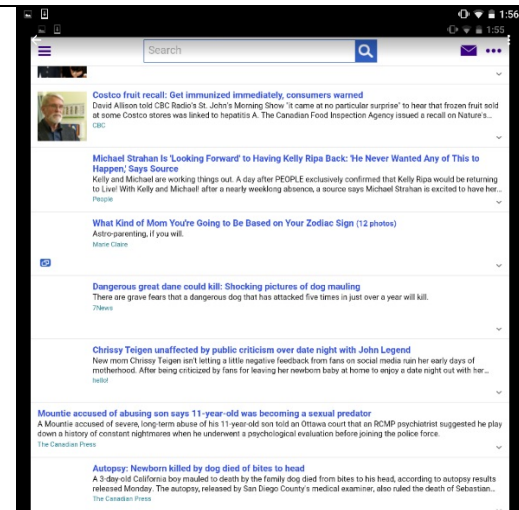 1:56
1:55
Search
Costco fruit recall: Get immunized immediately, consumers warned
David Allison told CBC Radio's St. John's Morning Show "it came at no particular surprise" to hear that frozen fruit sold
at some Costco stores was linked to hepatitis A. The Canadian Food Inspection Agency issued a recall on Nature's...
CBC
Michael Strahan Is 'Looking Forward' to Having Kelly Ripa Back: 'He Never Wanted Any of This to
Happen,' Says Source
Kelly and Michael are working things out. A day after PEOPLE exclusively confirmed that Kelly Ripa would be returning
to Live! With Kelly and Michael! after a nearly weeklong absence, a source says Michael Strahan is excited to have her...
People
What Kind of Mom You're Going to Be Based on Your Zodiac Sign (12 photos)
Astro-parenting, if you will.
Marie Claire
Dangerous great dane could kill: Shocking pictures of dog mauling
There are grave fears that a dangerous dog that has attacked five times in just over a year will kill.
7News
Chrissy Teigen unaffected by public criticism over date night with John Legend
New mom Chrissy Teigen isn't letting a little negative feedback from fans on social media ruin her early days of
motherhood. After being criticized by fans for leaving her newborn baby at home to enjoy a date night out with her...
hello!
Mountie accused of abusing son says 11-year-old was becoming a sexual predator
A Mountie accused of severe, long-term abuse of his 11-year-old son told an Ottawa court that an RCMP psychiatrist suggested he play
down a history of constant nightmares when he underwent a psychological evaluation before joining the police force.
The Canadian Press
Autopsy: Newborn killed by dog died of bites to head
A 3-day-old California boy mauled to death by the family dog died from bites to his head, according to autopsy results
released Monday. The autopsy, released by San Diego County's medical examiner, also ruled the death of Sebastian...
The Canadian Press